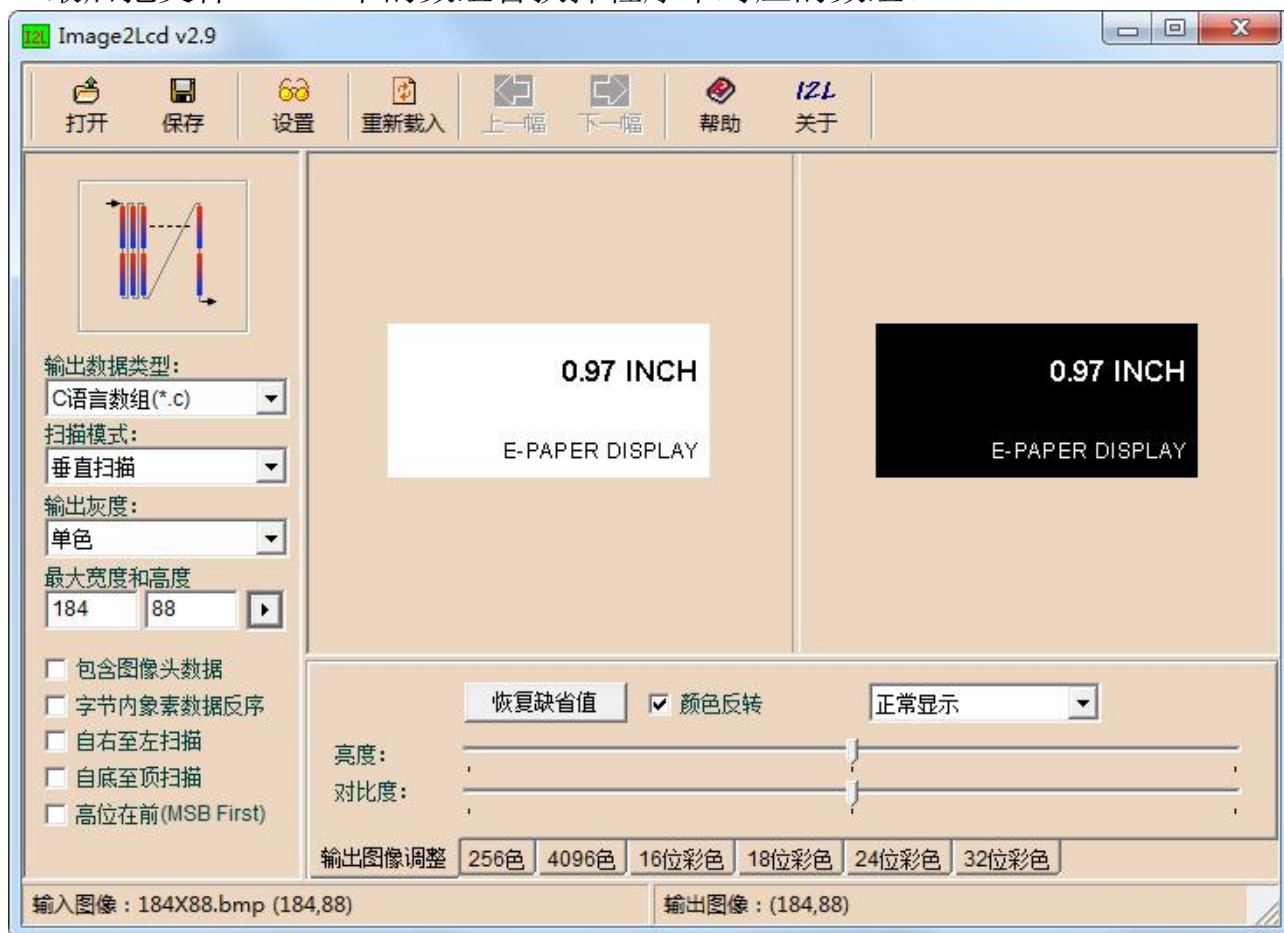 Image2Lcd v2.9
打开 保存 设置 重新载入 上一幅 下一幅 帮助 关于
输出数据类型:
C语言数组(*.c)
扫描模式:
垂直扫描
输出灰度:
单色
最大宽度和高度
184 88
包含图像头数据
字节内象素数据反序
自右至左扫描
自底至顶扫描
高位在前(MSB First)
0.97 INCH
E-PAPER DISPLAY
0.97 INCH
E-PAPER DISPLAY
恢复缺省值 颜色反转 正常显示
亮度:
对比度:
输出图像调整 256色 4096色 16位彩色 18位彩色 24位彩色 32位彩色
输入图像:184X88.bmp (184,88) 输出图像:(184,88)